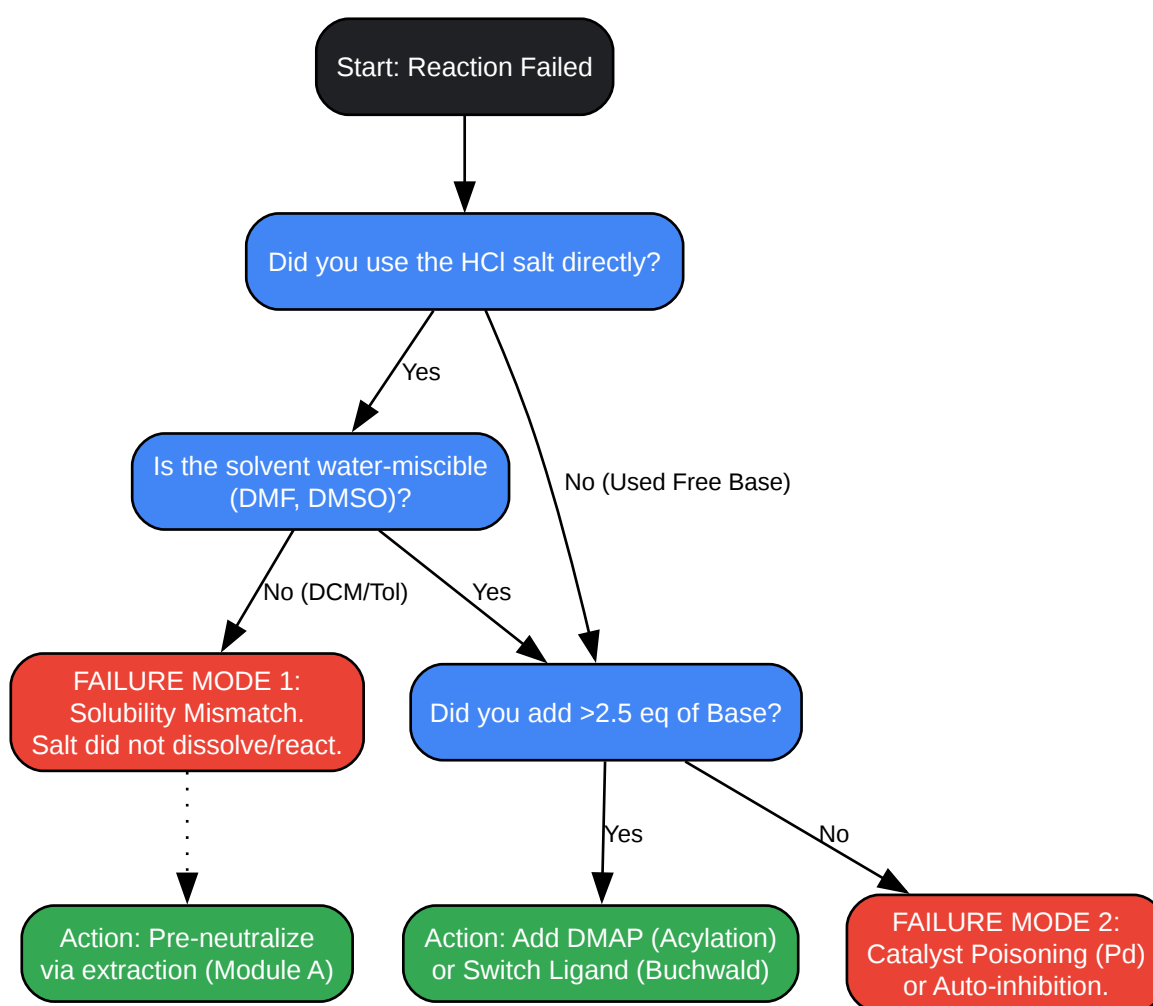 Start: Reaction Failed
Did you use the HCl salt directly?
Yes
Is the solvent water-miscible
(DMF, DMSO)?
No (Used Free Base)
No (DCM/Tol)
Yes
FAILURE MODE 1:
Solubility Mismatch.
Salt did not dissolve/react.
Did you add >2.5 eq of Base?
Yes
No
Action: Pre-neutralize
via extraction (Module A)
Action: Add DMAP (Acylation)
or Switch Ligand (Buchwald)
FAILURE MODE 2:
Catalyst Poisoning (Pd)
or Auto-inhibition.